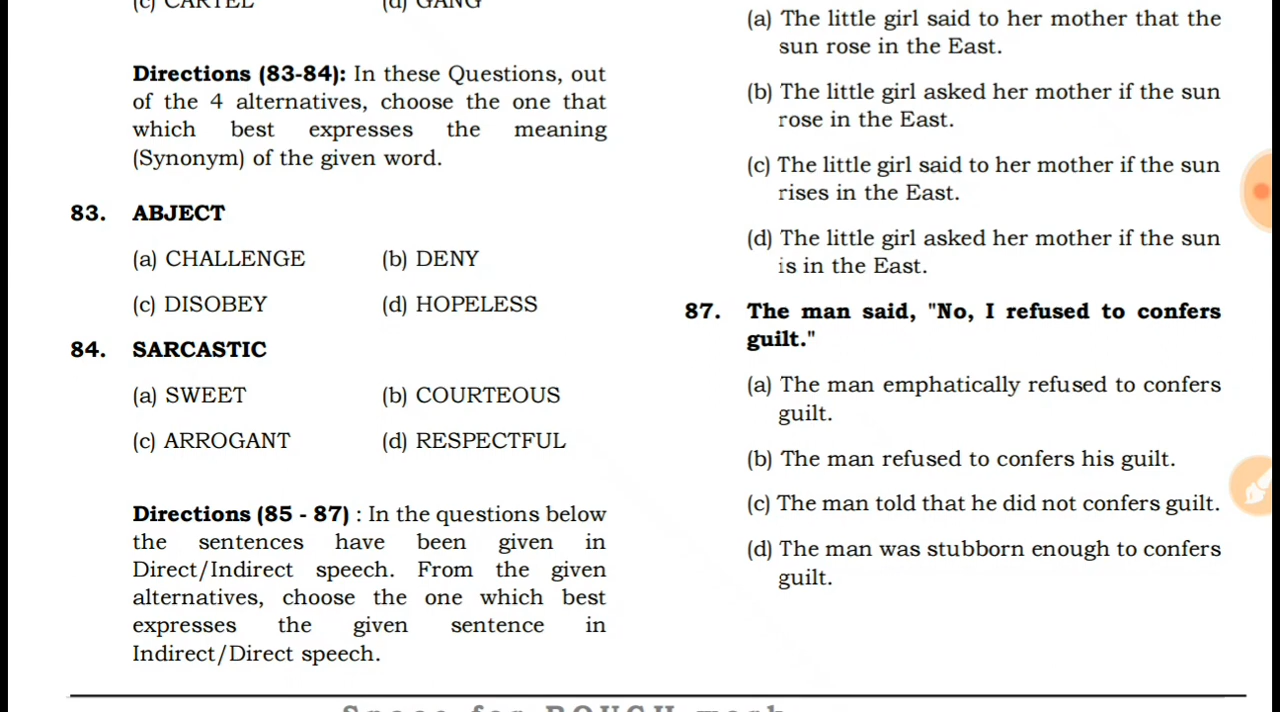 (c) CARTEL (d) GANG
Directions (83-84): In these Questions, out
of the 4 alternatives, choose the one that
which best expresses the meaning
(Synonym) of the given word.
83. ABJECT
(a) CHALLENGE (b) DENY
(c) DISOBEY (d) HOPELESS
84. SARCASTIC
(a) SWEET (b) COURTEOUS
(c) ARROGANT (d) RESPECTFUL
Directions (85 - 87) : In the questions below
the sentences have been given in
Direct/Indirect speech. From the given
alternatives, choose the one which best
expresses the given sentence in
Indirect/Direct speech.
(a) The little girl said to her mother that the
sun rose in the East.
(b) The little girl asked her mother if the sun
rose in the East.
(c) The little girl said to her mother if the sun
rises in the East.
(d) The little girl asked her mother if the sun
is in the East.
87. The man said, "No, I refused to confers
guilt."
(a) The man emphatically refused to confers
guilt.
(b) The man refused to confers his guilt.
(c) The man told that he did not confers guilt.
(d) The man was stubborn enough to confers
guilt.
Space for ROUGH work